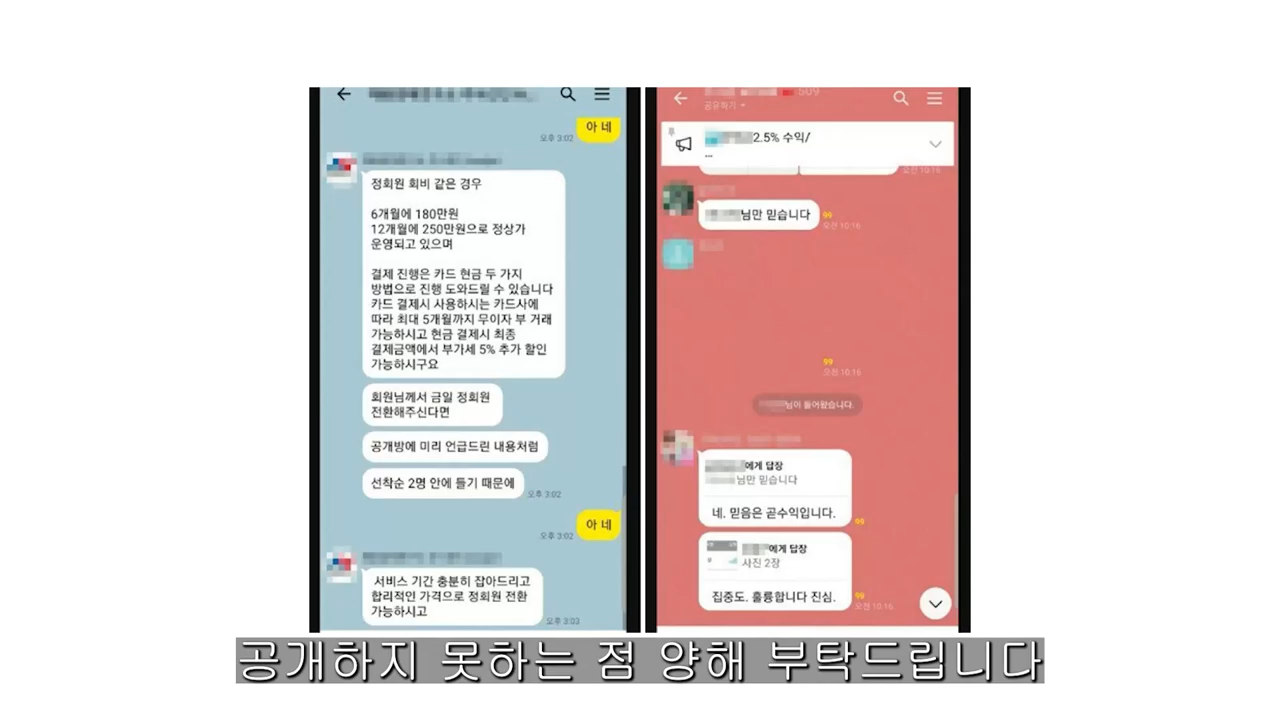 아 네
오후 3:02
정회원 회비 같은 경우
6개월에 180만원
12개월에 250만원으로 정상가
운영되고 있으며
결제 진행은 카드 현금 두 가지
방법으로 진행 도와드릴 수 있습니다
카드 결제시 사용하시는 카드사에
따라 최대 5개월까지 무이자 부 거래
가능하시고 현금 결제시 최종
결제금액에서 부가세 5% 추가 할인
가능하시구요
회원님께서 금일 정회원
전환해주신다면
공개방에 미리 언급드린 내용처럼
선착순 2명 안에 들기 때문에
오후 3:02
아 네
오후 3:02
서비스 기간 충분히 잡아드리고
합리적인 가격으로 정회원 전환
가능하시고
오후 3:03
509
공유하기
2.5% 수익/
...
오전 10:16
님만 믿습니다
99
오전 10:16
99
오전 10:16
님이 들어왔습니다.
에게 답장
님만 믿습니다
네. 믿음은 곧수익입니다.
99
에게 답장
사진 2장
집중도. 훌륭합니다 진심.
99
오전 10:16
공개하지 못하는 점 양해 부탁드립니다